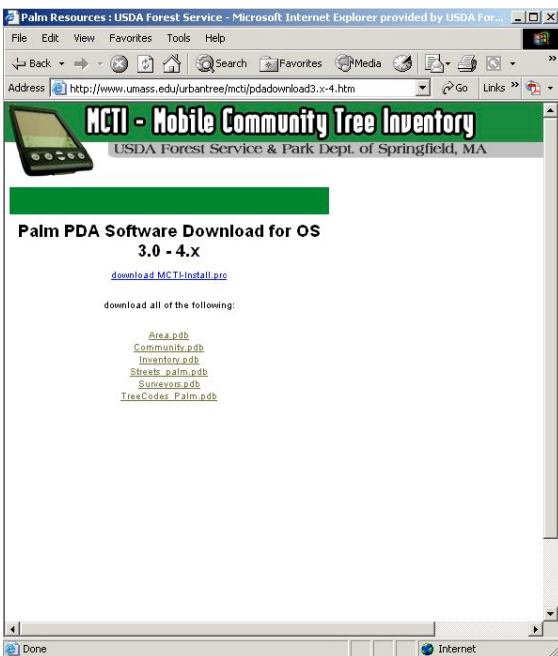 Palm Resources : USDA Forest Service - Microsoft Internet Explorer provided by USDA For...
File Edit View Favorites Tools Help
Back Search Favorites Media »
Address http://www.umass.edu/urbantree/mcti/pdadownload3.x-4.htm Go Links »
MCTI - Mobile Community Tree Inventory
USDA Forest Service & Park Dept. of Springfield, MA
Palm PDA Software Download for OS
3.0 - 4.x
download MCTI-Install.prc
download all of the following:
Area.pdb
Community.pdb
Inventory.pdb
Streets_palm.pdb
Surveyors.pdb
TreeCodes_Palm.pdb
Done Internet